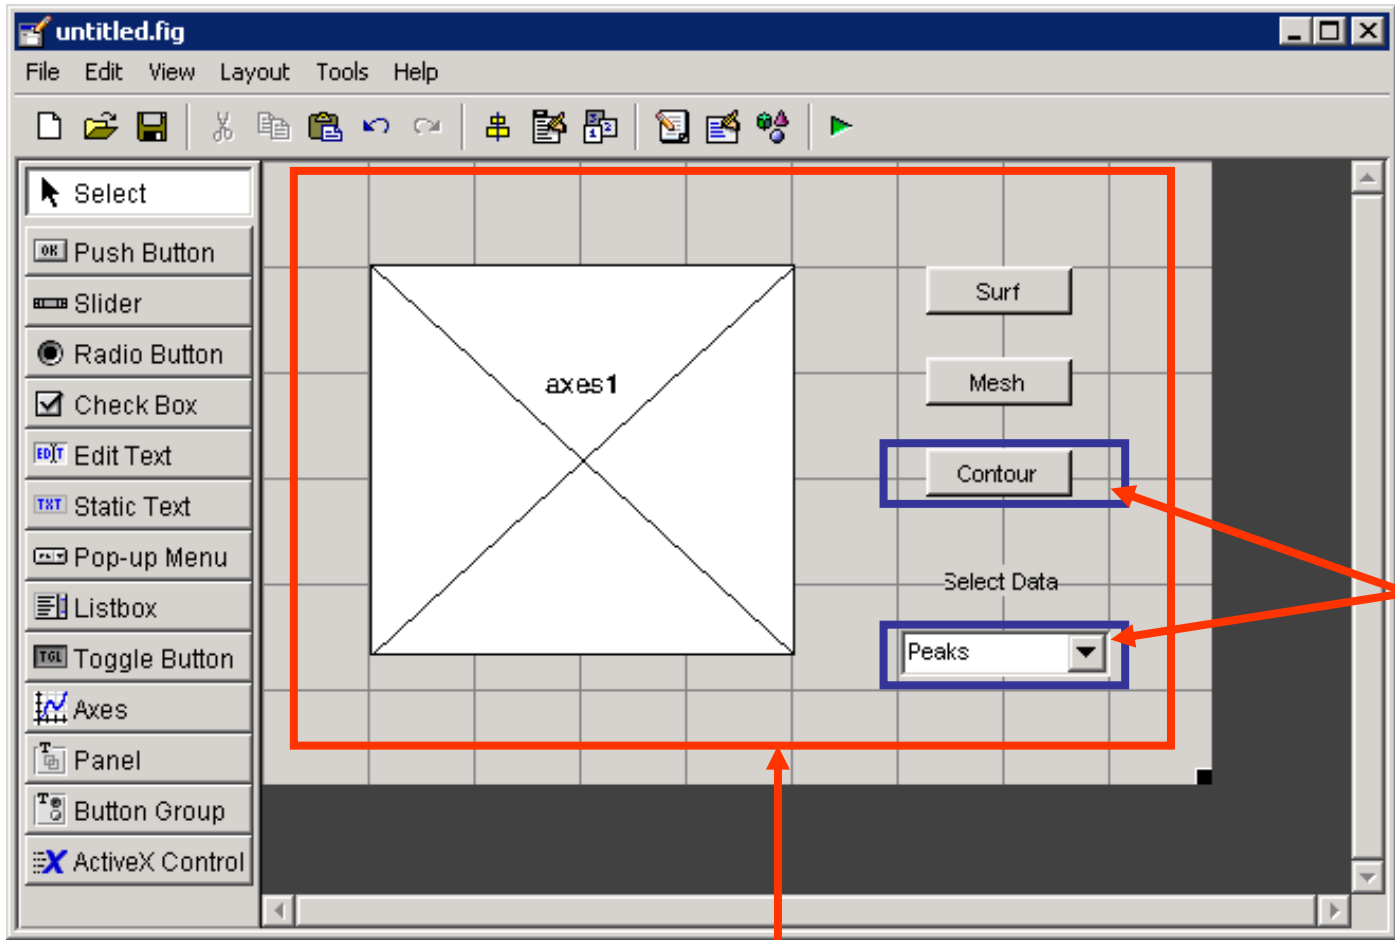 untitled.fig
File Edit View Layout Tools Help
Select
Push Button
Slider
Radio Button
Check Box
Edit Text
Static Text
Pop-up Menu
Listbox
Toggle Button
Axes
Panel
Button Group
ActiveX Control
axes1
Surf
Mesh
Contour
Select Data
Peaks